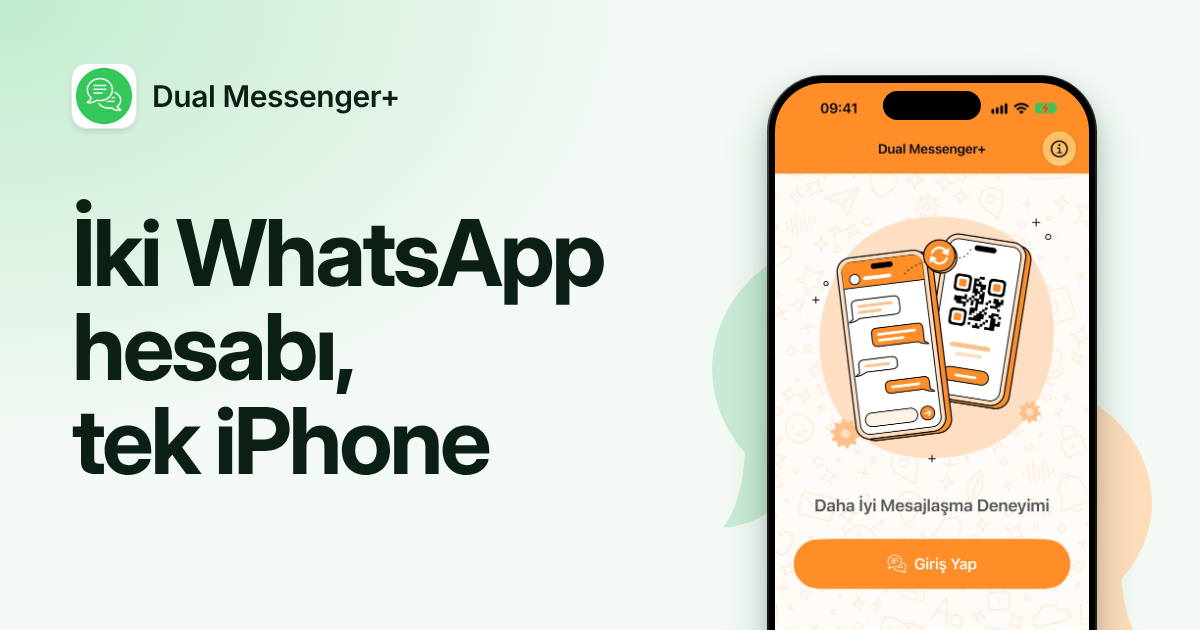 Dual Messenger+
İki WhatsApp
hesabı,
tek iPhone
09:41
Dual Messenger+
Daha İyi Mesajlaşma Deneyimi
Giriş Yap